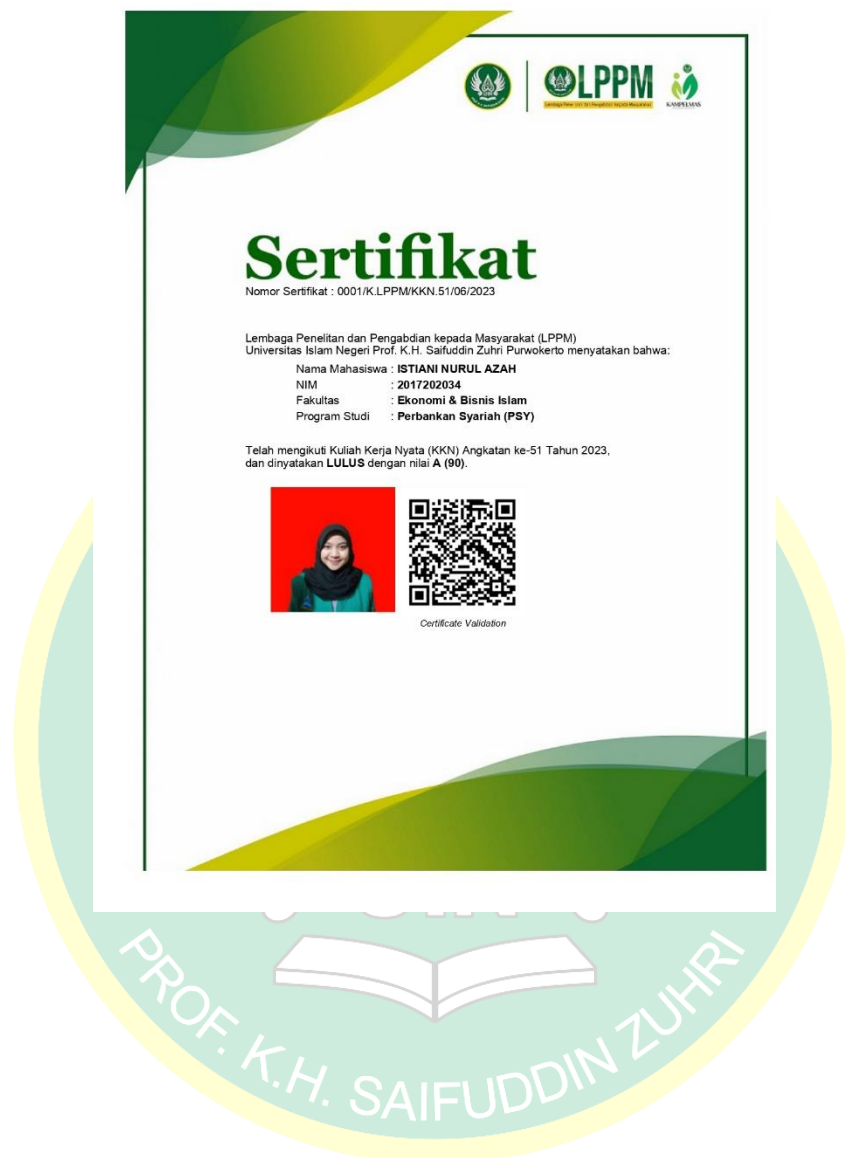 LPPM
KAMPELMAS
Sertifikat
Nomor Sertifikat : 0001/K.LPPM/KKN.51/06/2023
Lembaga Penelitan dan Pengabdian kepada Masyarakat (LPPM)
Universitas Islam Negeri Prof. K.H. Saifuddin Zuhri Purwokerto menyatakan bahwa:
Nama Mahasiswa : ISTIANI NURUL AZAH
NIM : 2017202034
Fakultas : Ekonomi & Bisnis Islam
Program Studi : Perbankan Syariah (PSY)
Telah mengikuti Kuliah Kerja Nyata (KKN) Angkatan ke-51 Tahun 2023,
dan dinyatakan LULUS dengan nilai A (90).
Certificate Validation
PROF. K.H. SAIFUDDIN ZUHRI